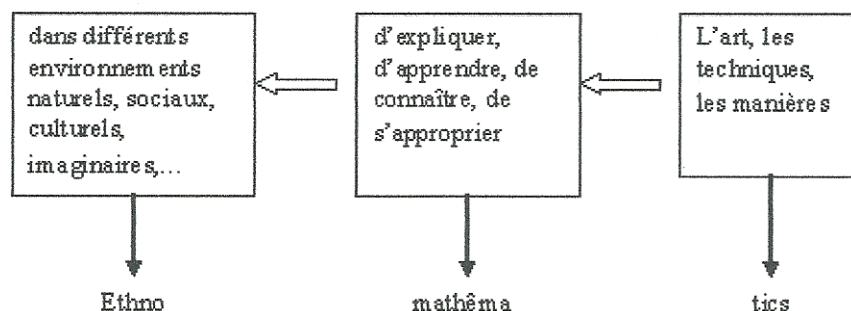 dans différents
environnements
naturels, sociaux,
culturels,
imaginaires,...
d'expliquer,
d'apprendre, de
connaître, de
s'approprier
L'art, les
techniques,
les manières
Ethno
mathêma
tics